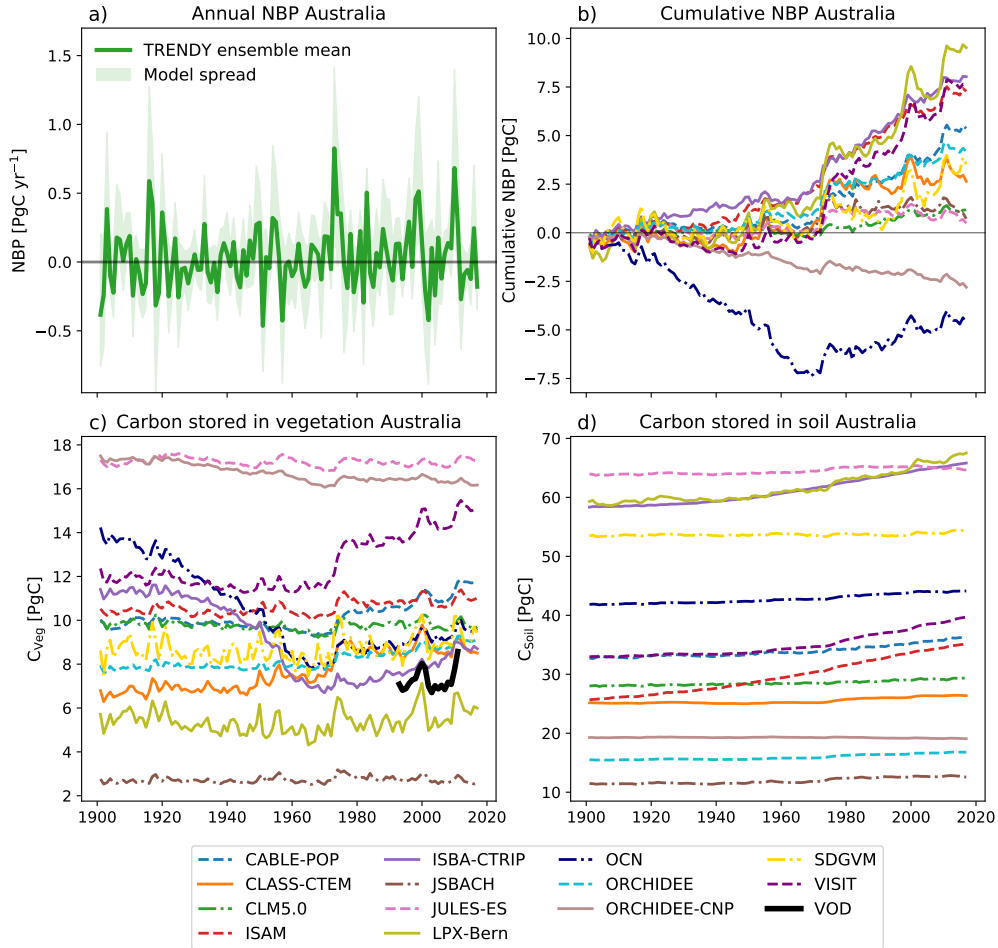 a) Annual NBP Australia
b) Cumulative NBP Australia
TRENDY ensemble mean
Model spread
NBP [PgC yr⁻¹]
1.5
1.0
0.5
0.0
−0.5
Cumulative NBP [PgC]
10.0
7.5
5.0
2.5
0.0
−2.5
−5.0
−7.5
c) Carbon stored in vegetation Australia
d) Carbon stored in soil Australia
C_Veg [PgC]
18
16
14
12
10
8
6
4
2
1900 1920 1940 1960 1980 2000 2020
C_Soil [PgC]
70
60
50
40
30
20
10
1900 1920 1940 1960 1980 2000 2020
CABLE-POP
CLASS-CTEM
CLM5.0
ISAM
ISBA-CTRIP
JSBACH
JULES-ES
LPX-Bern
OCN
ORCHIDEE
ORCHIDEE-CNP
SDGVM
VISIT
VOD